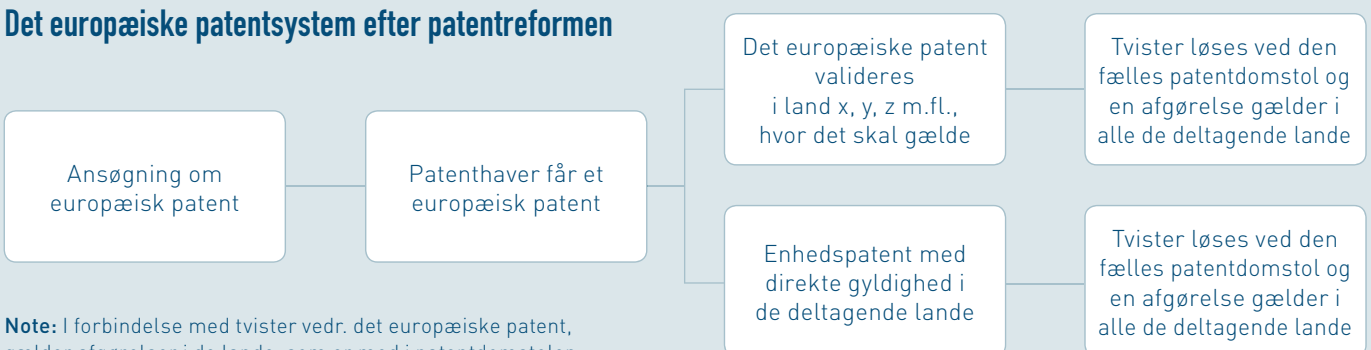 Det europæiske patentsystem efter patentreformen
Ansøgning om
europæisk patent
Patenthaver får et
europæisk patent
Det europæiske patent
valideres
i land x, y, z m.fl.,
hvor det skal gælde
Tvister løses ved den
fælles patentdomstol og
en afgørelse gælder i
alle de deltagende lande
Enhedspatent med
direkte gyldighed i
de deltagende lande
Tvister løses ved den
fælles patentdomstol og
en afgørelse gælder i
alle de deltagende lande
Note: I forbindelse med tvister vedr. det europæiske patent,